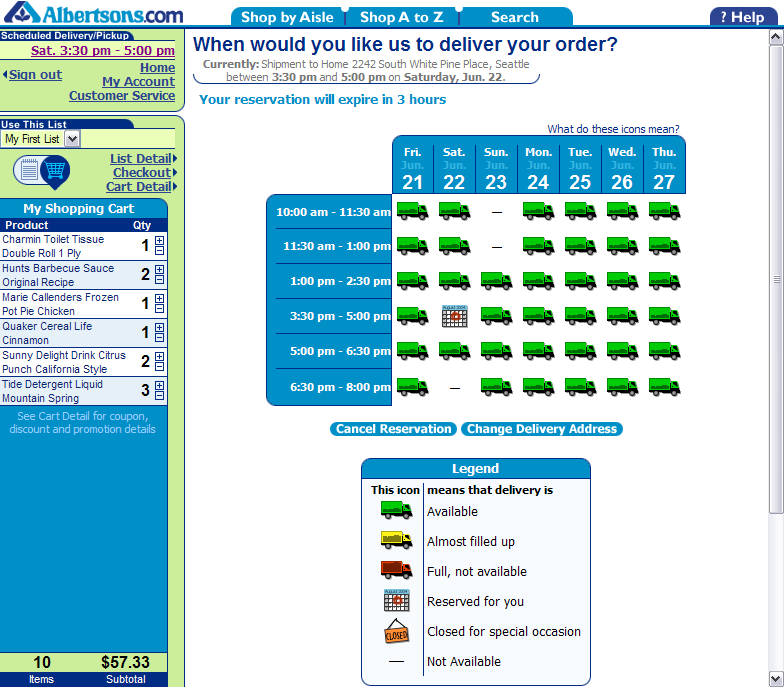 Albertsons.com
Shop by Aisle
Shop A to Z
Search
? Help
Scheduled Delivery/Pickup
Sat. 3:30 pm - 5:00 pm
Sign out
Home
My Account
Customer Service
Use This List
My First List
List Detail
Checkout
Cart Detail
My Shopping Cart
Product Qty
Charmin Toilet Tissue
Double Roll 1 Ply
1
Hunts Barbecue Sauce
Original Recipe
2
Marie Callenders Frozen
Pot Pie Chicken
1
Quaker Cereal Life
Cinnamon
1
Sunny Delight Drink Citrus
Punch California Style
2
Tide Detergent Liquid
Mountain Spring
3
See Cart Detail for coupon,
discount and promotion details
10 $57.33
Items Subtotal
When would you like us to deliver your order?
Currently: Shipment to Home 2242 South White Pine Place, Seattle
between 3:30 pm and 5:00 pm on Saturday, Jun. 22.
Your reservation will expire in 3 hours
What do these icons mean?
Fri. Sat. Sun. Mon. Tue. Wed. Thu.
Jun. Jun. Jun. Jun. Jun. Jun. Jun.
21 22 23 24 25 26 27
10:00 am - 11:30 am
11:30 am - 1:00 pm
1:00 pm - 2:30 pm
3:30 pm - 5:00 pm
5:00 pm - 6:30 pm
6:30 pm - 8:00 pm
Cancel Reservation
Change Delivery Address
Legend
This icon means that delivery is
Available
Almost filled up
Full, not available
Reserved for you
CLOSED
Closed for special occasion
Not Available